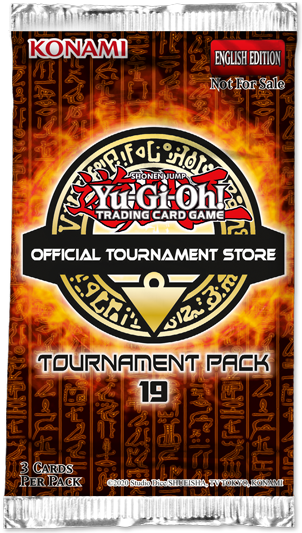 KONAMI
ENGLISH EDITION
Not For Sale
SHONEN JUMP
Yu-Gi-Oh!
TRADING CARD GAME
OFFICIAL TOURNAMENT STORE
TOURNAMENT PACK
19
3 CARDS
PER PACK
©2020 Studio Dice/SHUEISHA, TV TOKYO, KONAMI